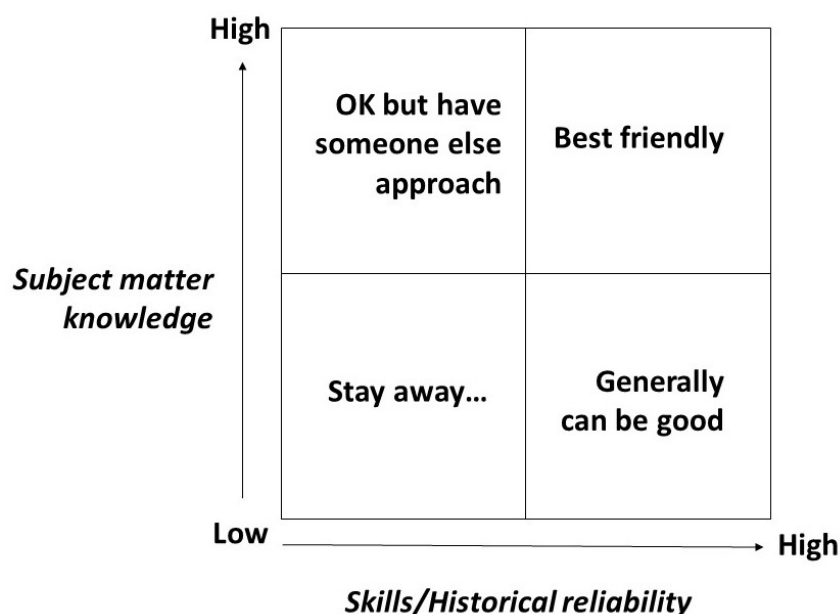 High
OK but have
someone else
approach
Best friendly
Subject matter
knowledge
Stay away...
Generally
can be good
Low
High
Skills/Historical reliability